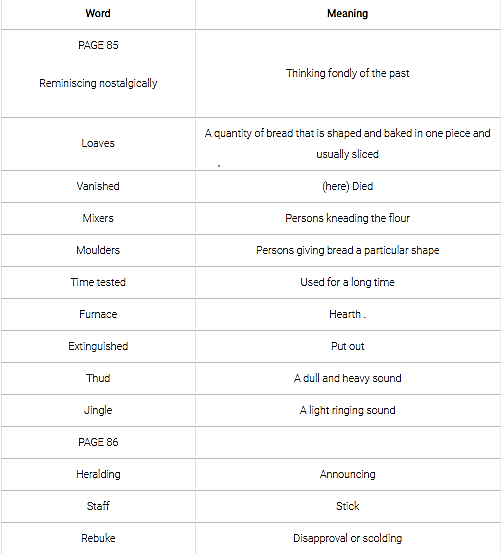 Word Meaning
PAGE 85
Reminiscing nostalgically Thinking fondly of the past
Loaves A quantity of bread that is shaped and baked in one piece and
usually sliced
Vanished (here) Died
Mixers Persons kneading the flour
Moulders Persons giving bread a particular shape
Time tested Used for a long time
Furnace Hearth .
Extinguished Put out
Thud A dull and heavy sound
Jingle A light ringing sound
PAGE 86
Heralding Announcing
Staff Stick
Rebuke Disapproval or scolding